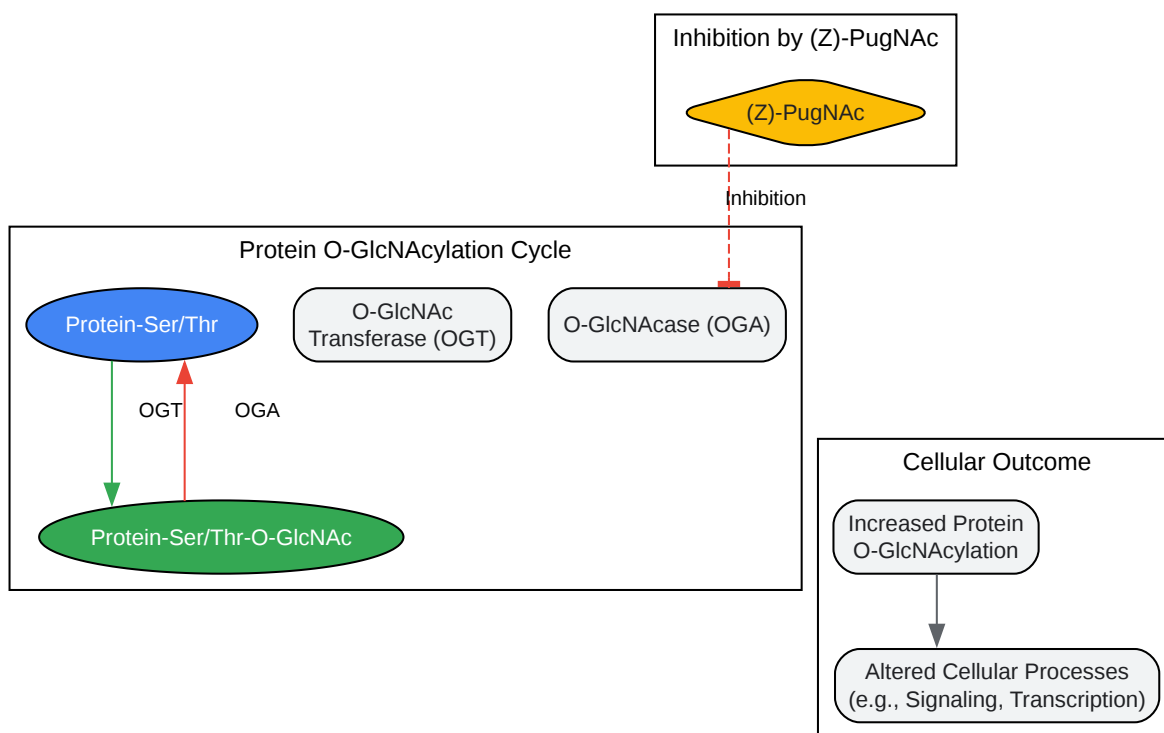 Inhibition by (Z)-PugNAc
(Z)-PugNAc
Inhibition
Protein O-GlcNAcylation Cycle
Protein-Ser/Thr
O-GlcNAc
Transferase (OGT)
O-GlcNAcase (OGA)
OGT
OGA
Protein-Ser/Thr-O-GlcNAc
Cellular Outcome
Increased Protein
O-GlcNAcylation
Altered Cellular Processes
(e.g., Signaling, Transcription)